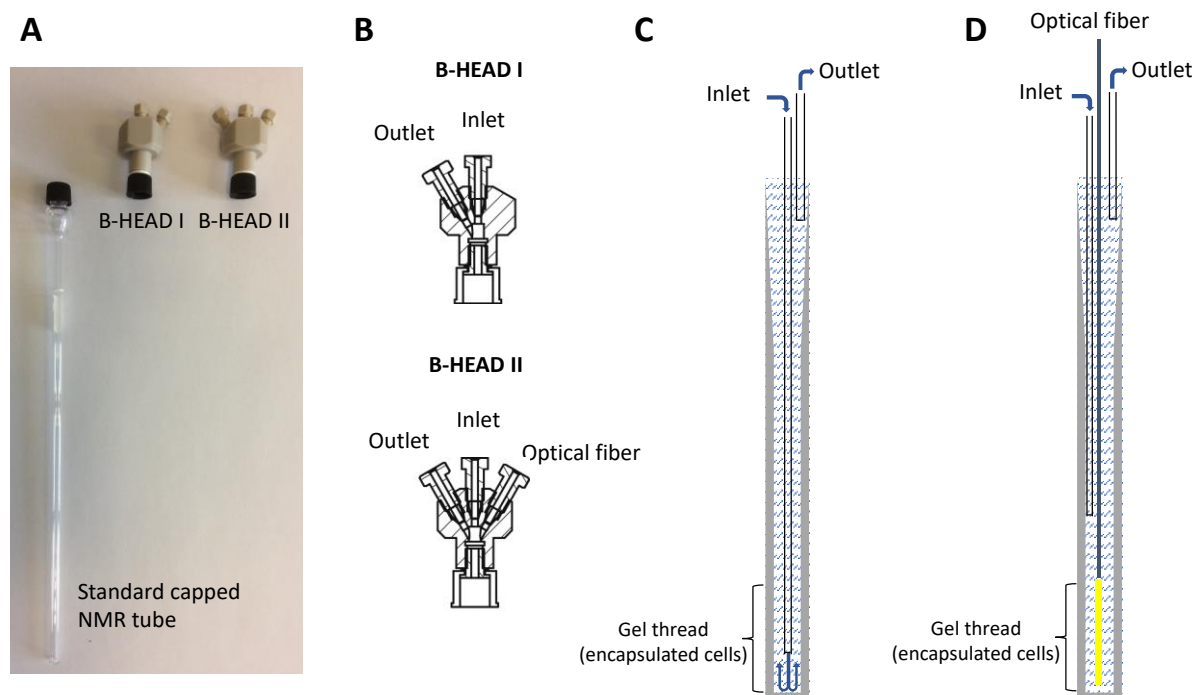 A
B-HEAD I
B-HEAD II
Standard capped
NMR tube
B
B-HEAD I
Outlet
Inlet
B-HEAD II
Outlet
Inlet
Optical fiber
C
Inlet
Outlet
Gel thread
(encapsulated cells)
D
Optical fiber
Inlet
Outlet
Gel thread
(encapsulated cells)